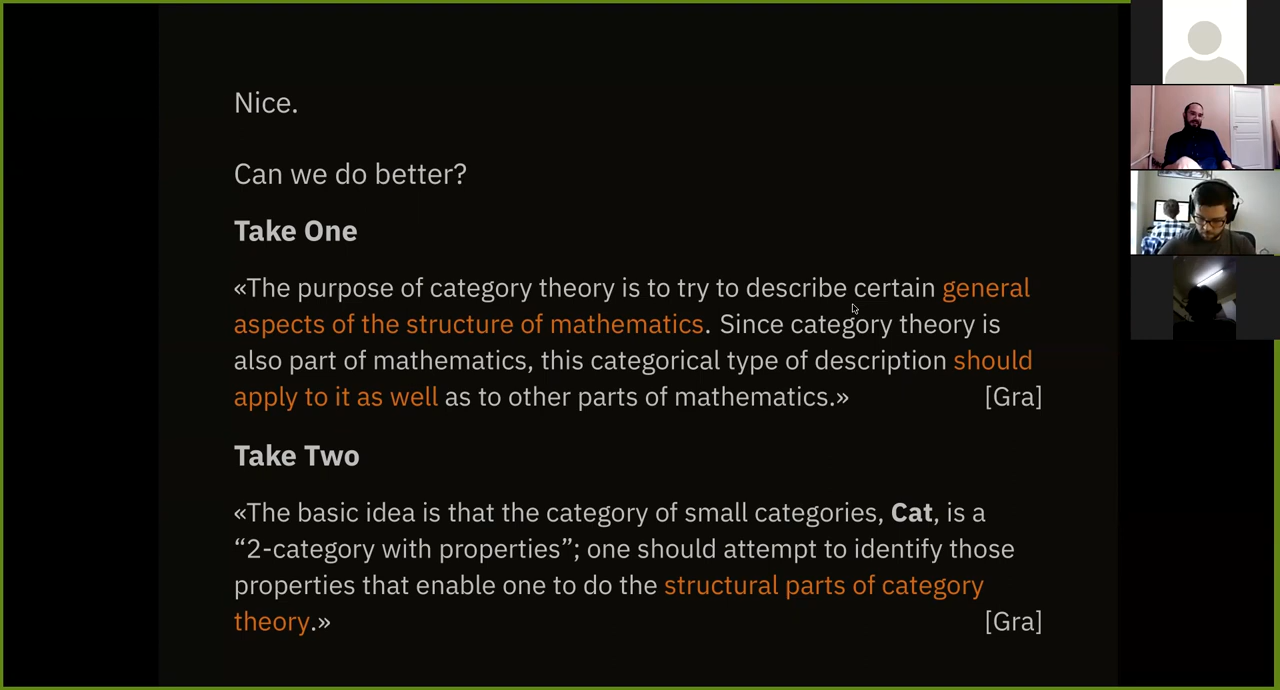 Nice.
Can we do better?
Take One
«The purpose of category theory is to try to describe certain general
aspects of the structure of mathematics. Since category theory is
also part of mathematics, this categorical type of description should
apply to it as well as to other parts of mathematics.» [Gra]
Take Two
«The basic idea is that the category of small categories, Cat, is a
“2-category with properties”; one should attempt to identify those
properties that enable one to do the structural parts of category
theory.» [Gra]